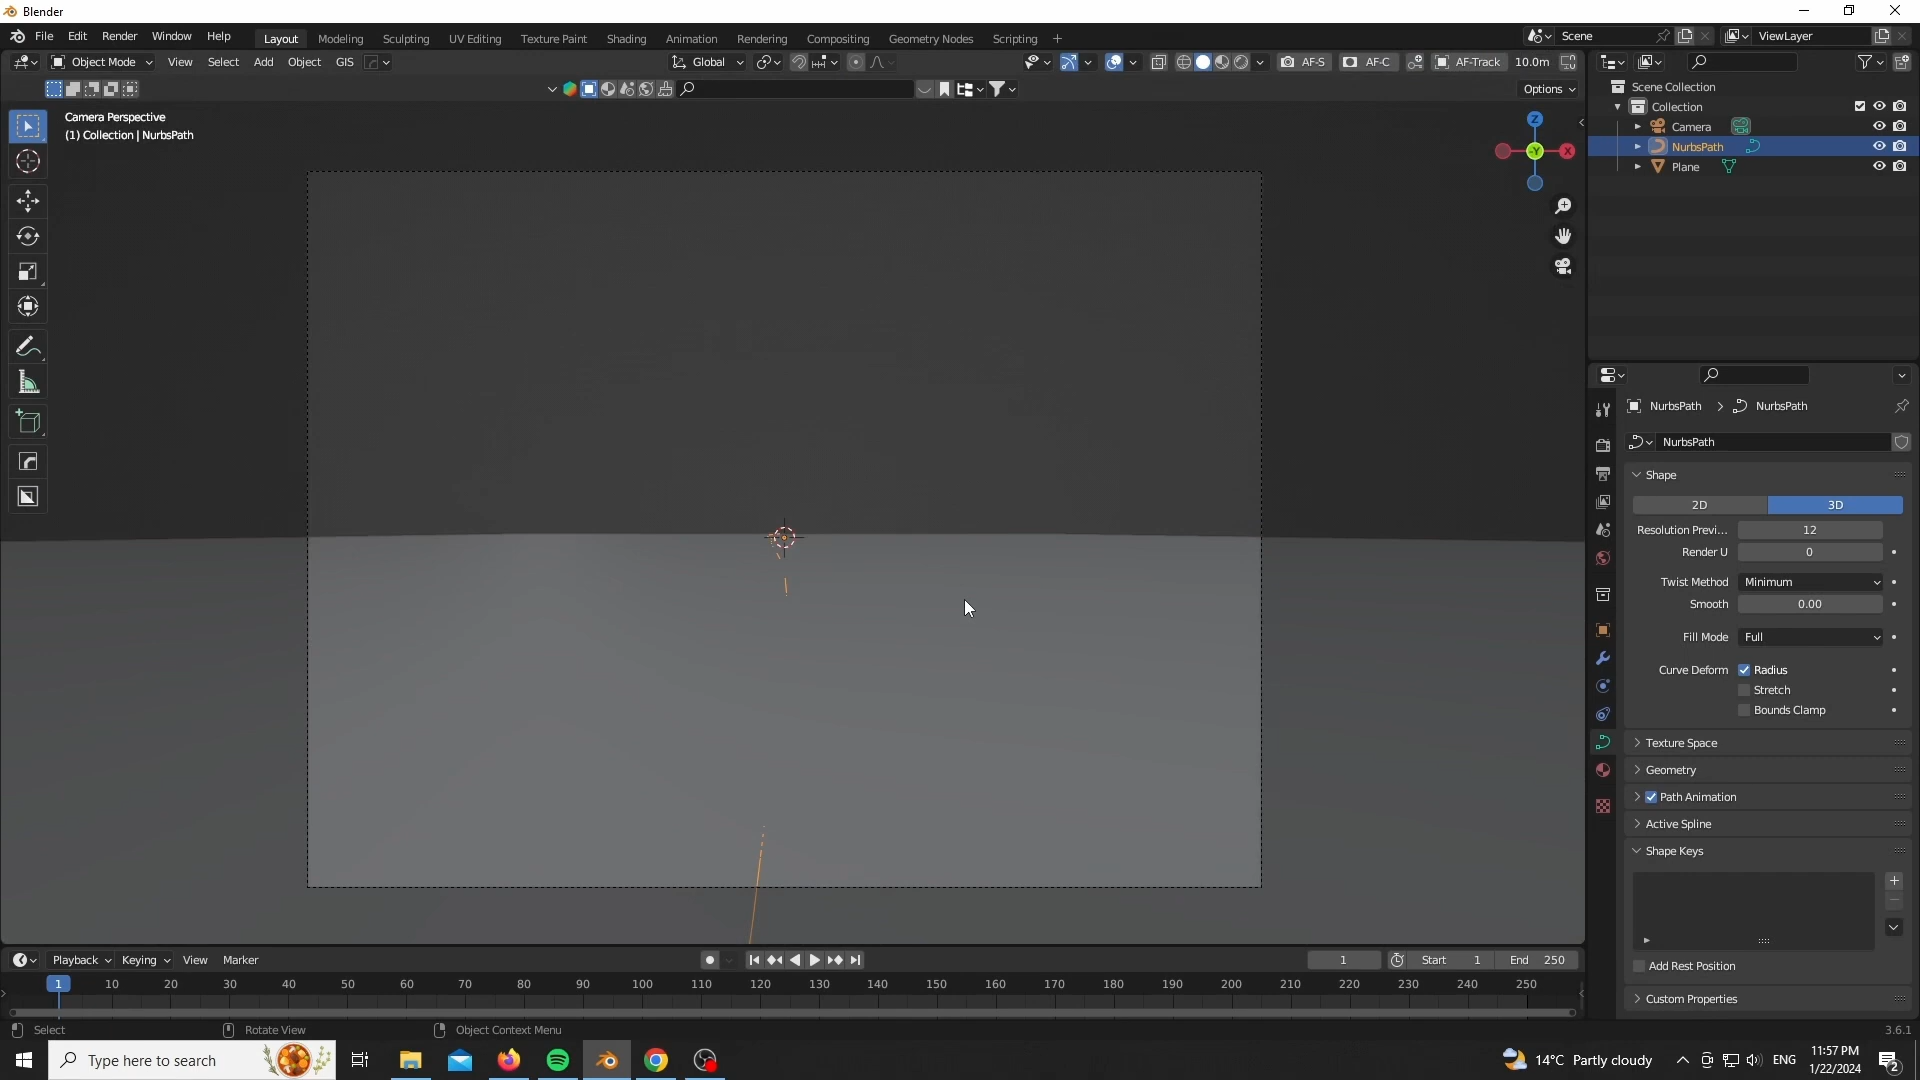 Blender
File Edit Render Window Help Layout Modeling Sculpting UV Editing Texture Paint Shading Animation Rendering Compositing Geometry Nodes Scripting + Scene ViewLayer
Object Mode View Select Add Object GIS Global AF-S AF-C AF-Track 10.0m
Options
Camera Perspective
(1) Collection | NurbsPath
Z
-Y
X
Scene Collection
Collection
Camera
NurbsPath
Plane
NurbsPath > NurbsPath
NurbsPath
Shape
2D 3D
Resolution Previ... 12
Render U 0
Twist Method Minimum
Smooth 0.00
Fill Mode Full
Curve Deform Radius
Stretch
Bounds Clamp
Texture Space
Geometry
Path Animation
Active Spline
Shape Keys
Add Rest Position
Custom Properties
Playback Keying View Marker 1 Start 1 End 250
1 10 20 30 40 50 60 70 80 90 100 110 120 130 140 150 160 170 180 190 200 210 220 230 240 250
Select Rotate View Object Context Menu 3.6.1
Type here to search 14°C Partly cloudy ENG 11:57 PM
1/22/2024
2